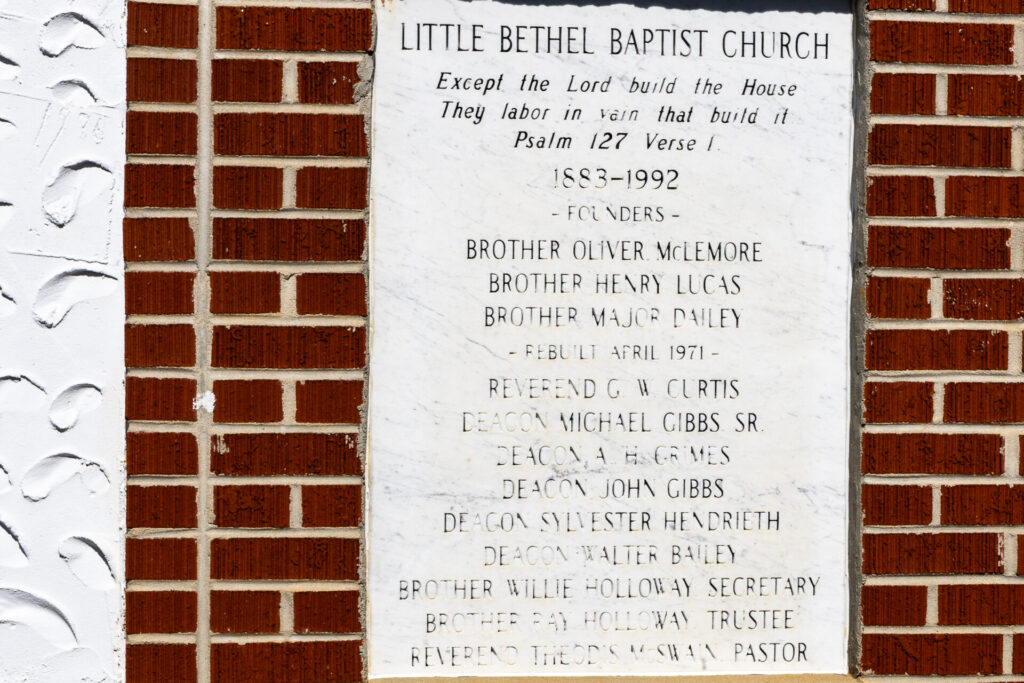 LITTLE BETHEL BAPTIST CHURCH
Except the Lord build the House
They labor in vain that build it
Psalm 127 Verse 1.
1883-1992
- FOUNDERS -
BROTHER OLIVER McLEMORE
BROTHER HENRY LUCAS
BROTHER MAJOR DAILEY
- REBUILT APRIL 1971 -
REVEREND G. W. CURTIS
DEACON MICHAEL GIBBS SR.
DEACON A. H. GRIMES
DEACON JOHN GIBBS
DEACON SYLVESTER HENDRIETH
DEACON WALTER BAILEY
BROTHER WILLIE HOLLOWAY, SECRETARY
BROTHER RAY HOLLOWAY, TRUSTEE
REVEREND THEODIS McSWAIN, PASTOR